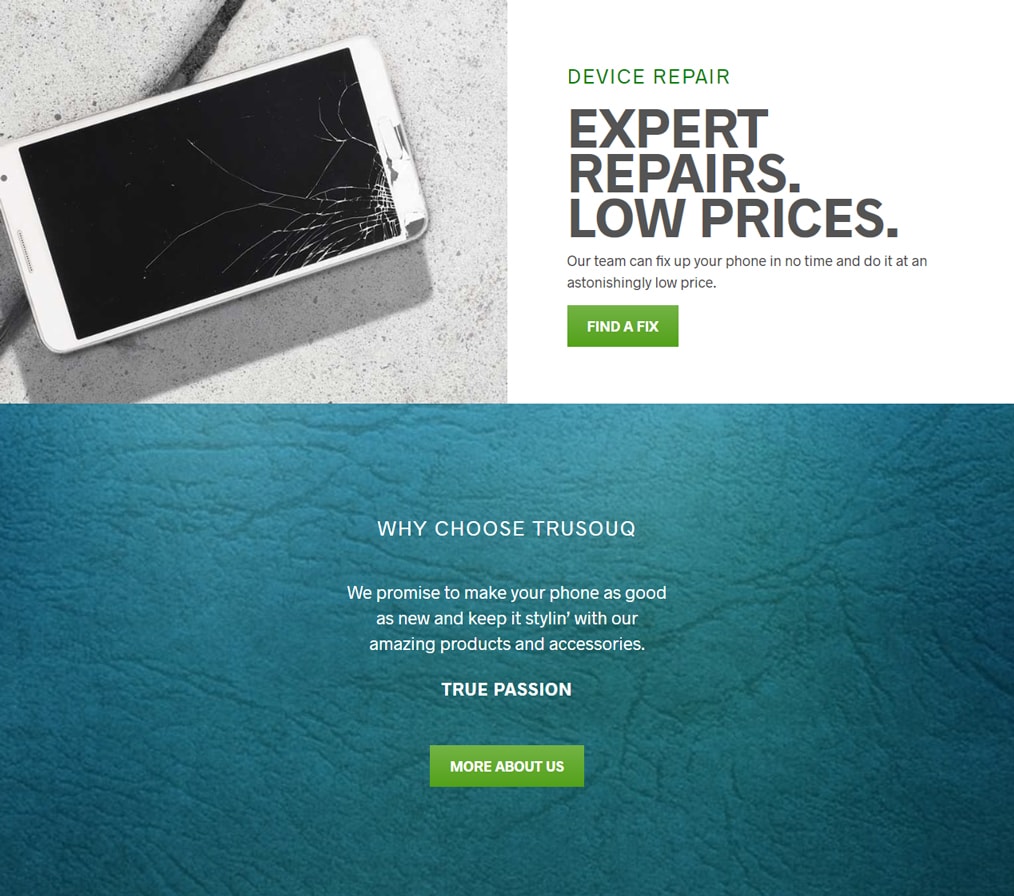 DEVICE REPAIR
EXPERT
REPAIRS.
LOW PRICES.
Our team can fix up your phone in no time and do it at an
astonishingly low price.
FIND A FIX
WHY CHOOSE TRUSOUQ
We promise to make your phone as good
as new and keep it stylin' with our
amazing products and accessories.
TRUE PASSION
MORE ABOUT US